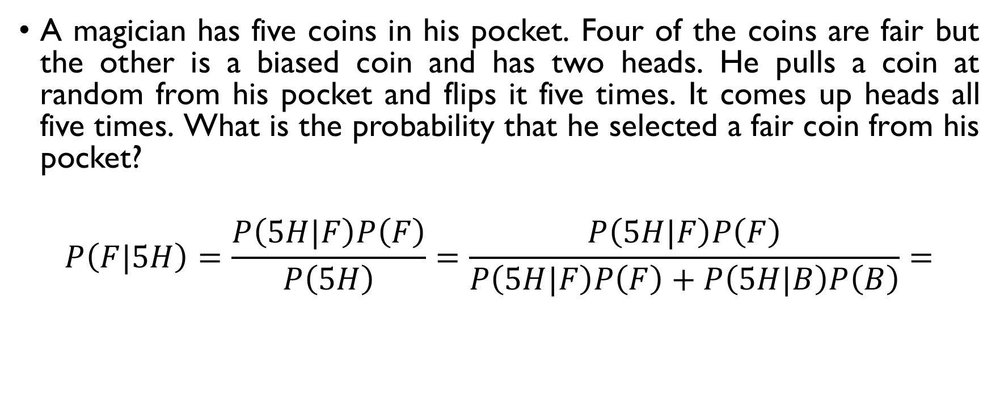 • A magician has five coins in his pocket. Four of the coins are fair but
the other is a biased coin and has two heads. He pulls a coin at
random from his pocket and flips it five times. It comes up heads all
five times. What is the probability that he selected a fair coin from his
pocket?
P(F|5H) = \frac{P(5H|F)P(F)}{P(5H)} = \frac{P(5H|F)P(F)}{P(5H|F)P(F) + P(5H|B)P(B)} =